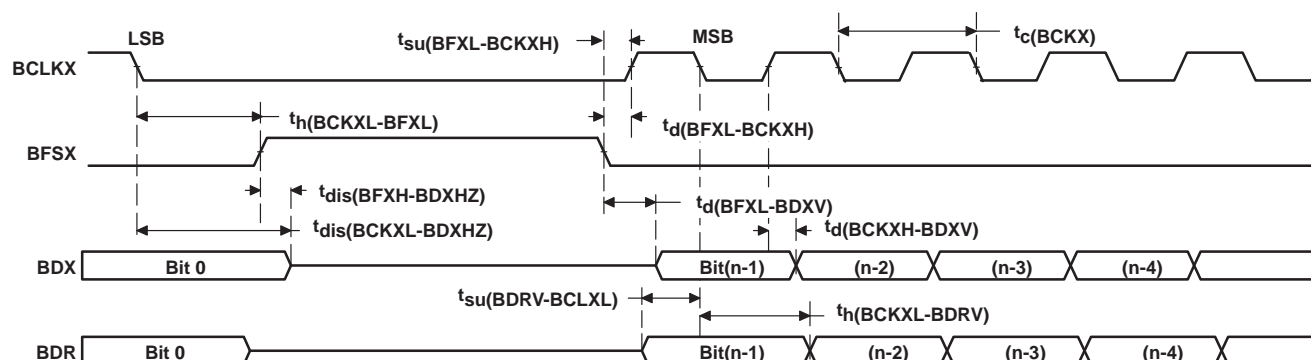 LSB
tsu(BFXL-BCKXH)
MSB
tc(BCKX)
BCLKX
th(BCKXL-BFXL)
td(BFXL-BCKXH)
BFSX
tdis(BFXH-BDXHZ)
td(BFXL-BDXV)
tdis(BCKXL-BDXHZ)
td(BCKXH-BDXV)
BDX Bit 0 Bit(n-1) (n-2) (n-3) (n-4)
tsu(BDRV-BCLXL)
th(BCKXL-BDRV)
BDR Bit 0 Bit(n-1) (n-2) (n-3) (n-4)